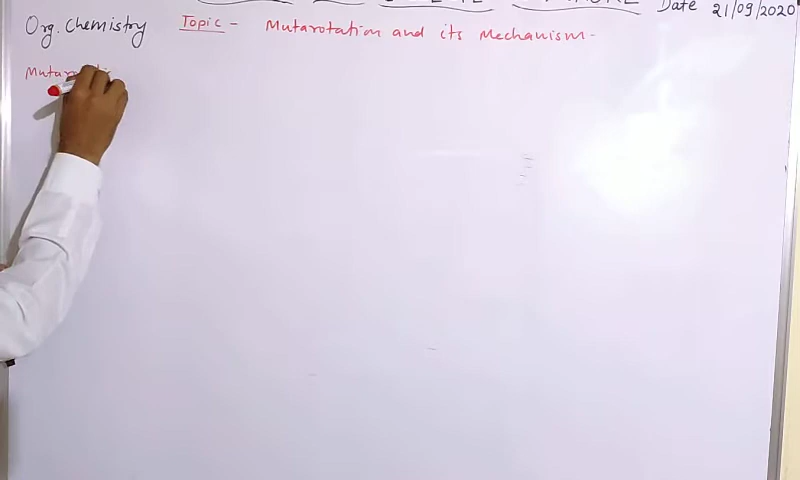 Date 21/09/2020
Org. Chemistry Topic - Mutarotation and its Mechanism -